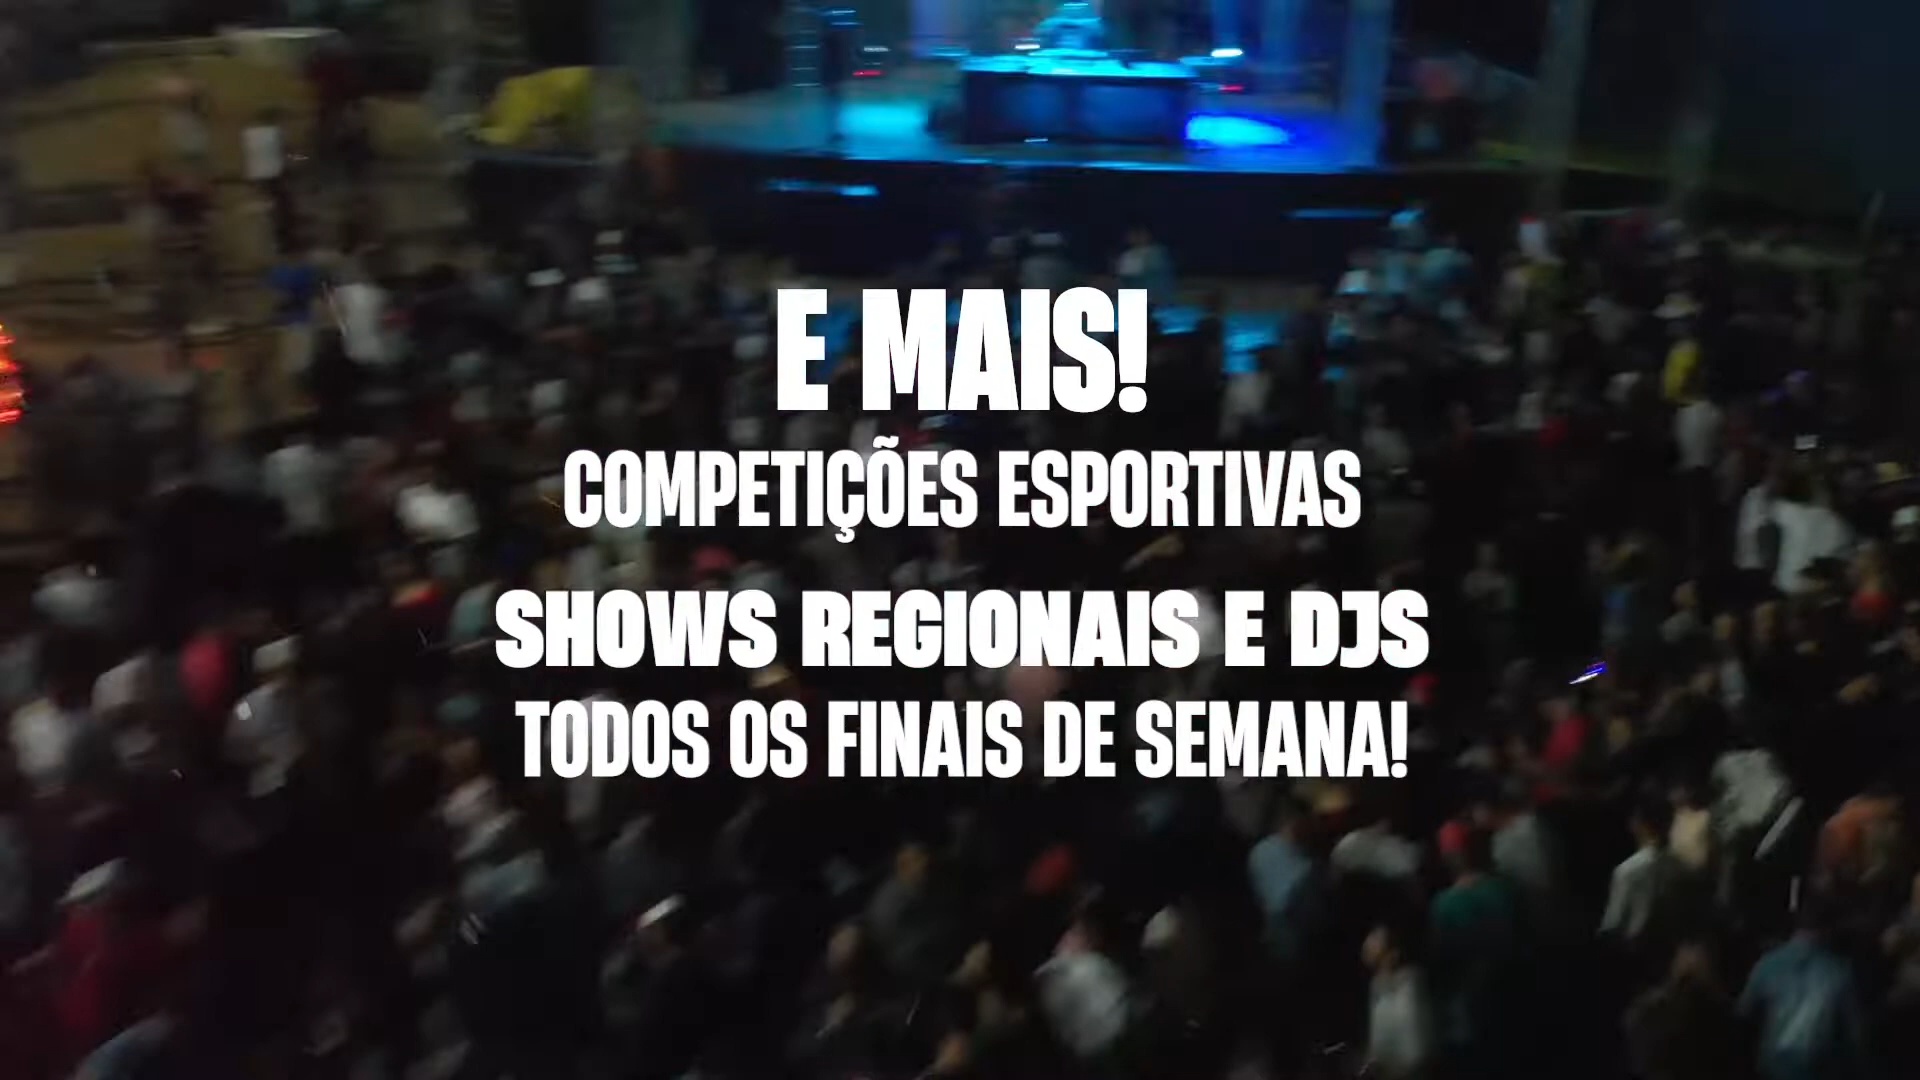 E MAIS!
COMPETIÇÕES ESPORTIVAS
SHOWS REGIONAIS E DJS
TODOS OS FINAIS DE SEMANA!